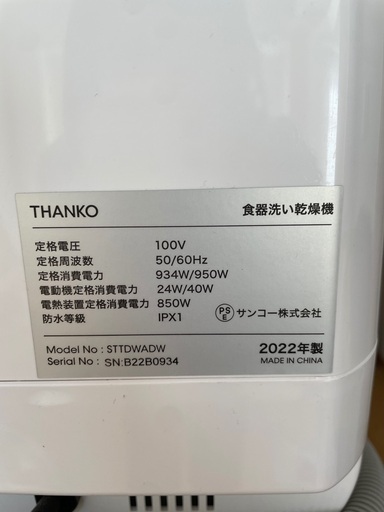 THANKO 食器洗い乾燥機
定格電圧 100V
定格周波数 50/60Hz
定格消費電力 934W/950W
電動機定格消費電力 24W/40W
電熱装置定格消費電力 850W
防水等級 IPX1
PSE サンコー株式会社
Model No : STTDWADW 2022年製
Serial No : SN:B22B0934 MADE IN CHINA